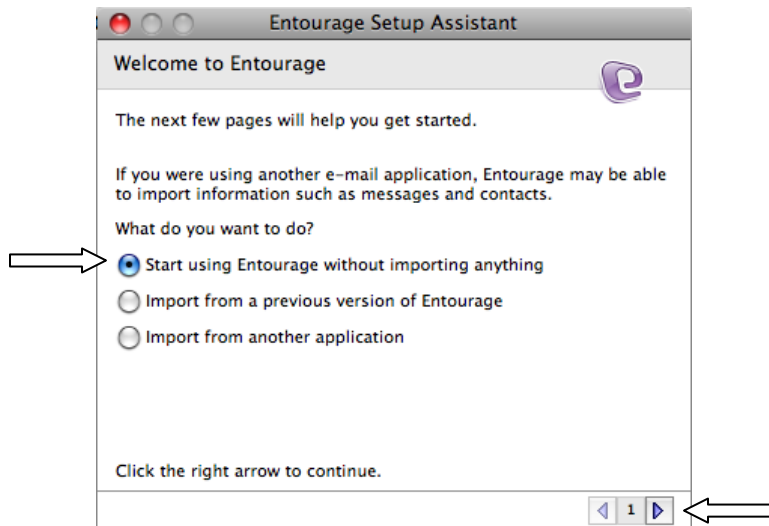 Entourage Setup Assistant
Welcome to Entourage
The next few pages will help you get started.
If you were using another e-mail application, Entourage may be able
to import information such as messages and contacts.
What do you want to do?
Start using Entourage without importing anything
Import from a previous version of Entourage
Import from another application
Click the right arrow to continue.
1